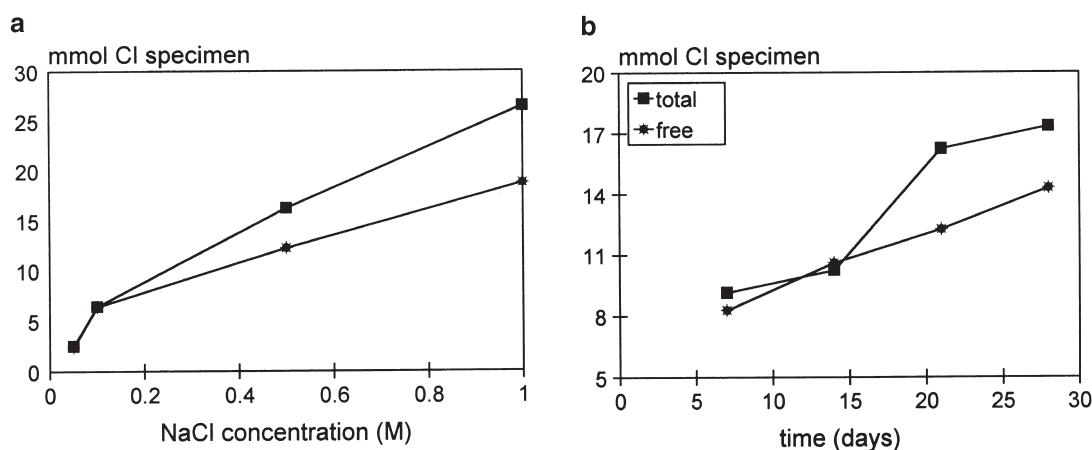 a
mmol Cl specimen
30
25
20
15
10
5
0
0 0.2 0.4 0.6 0.8 1
NaCl concentration (M)
b
mmol Cl specimen
20
17
14
11
8
5
total
free
0 5 10 15 20 25 30
time (days)